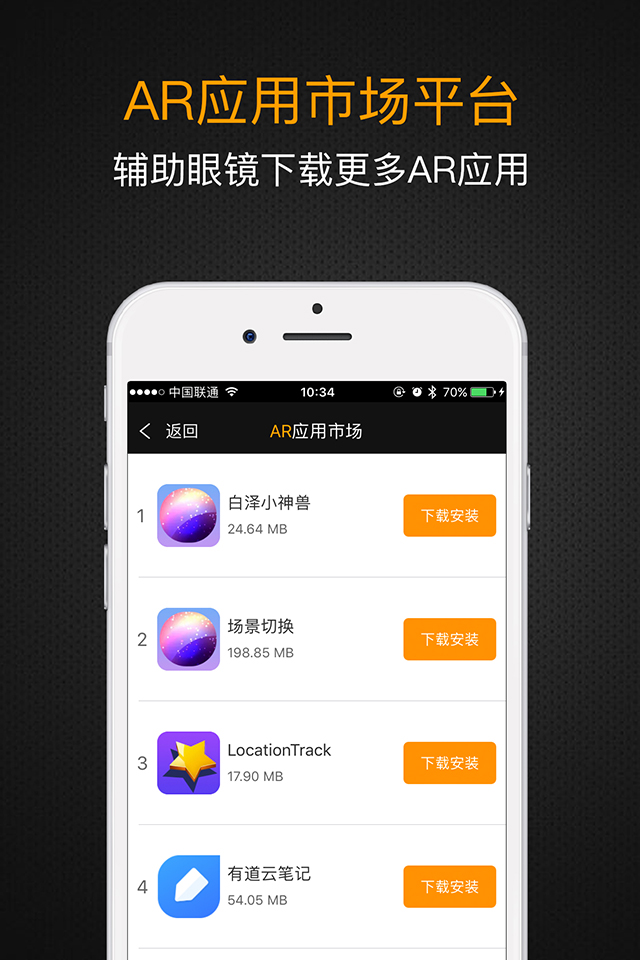 AR应用市场平台
辅助眼镜下载更多AR应用
中国联通 10:34 70%
返回 AR应用市场
1 白泽小神兽 下载安装
24.64 MB
2 场景切换 下载安装
198.85 MB
3 LocationTrack 下载安装
17.90 MB
4 有道云笔记 下载安装
54.05 MB